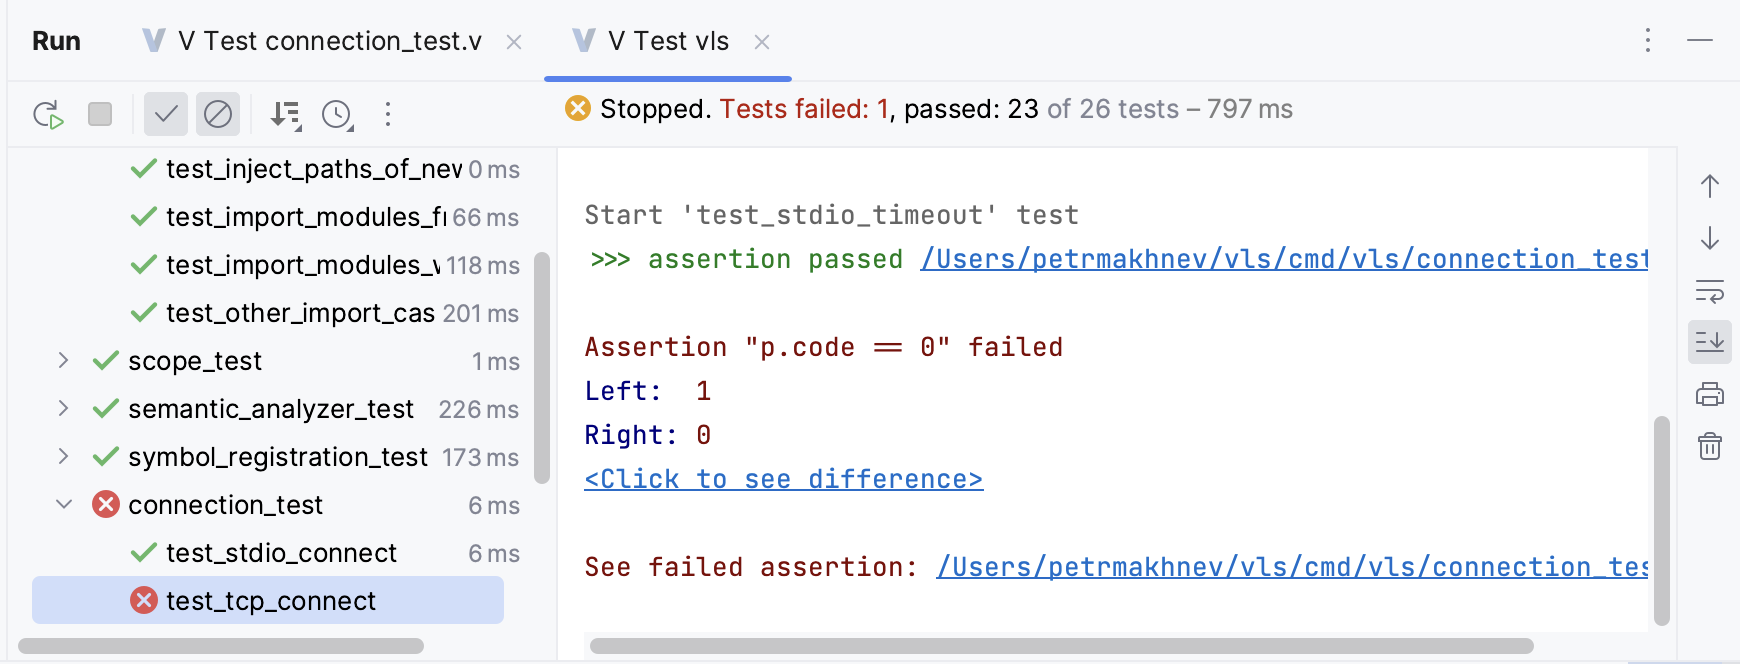 Run
V Test connection_test.v
V Test vls
Stopped. Tests failed: 1, passed: 23 of 26 tests – 797 ms
test_inject_paths_of_new 0 ms
test_import_modules_f 66 ms
test_import_modules_ 118 ms
test_other_import_cas 201 ms
scope_test 1 ms
semantic_analyzer_test 226 ms
symbol_registration_test 173 ms
connection_test 6 ms
test_stdio_connect 6 ms
test_tcp_connect
Start 'test_stdio_timeout' test
>>> assertion passed /Users/petrmakhnev/vls/cmd/vls/connection_test
Assertion "p.code == 0" failed
Left: 1
Right: 0
<Click to see difference>
See failed assertion: /Users/petrmakhnev/vls/cmd/vls/connection_tes